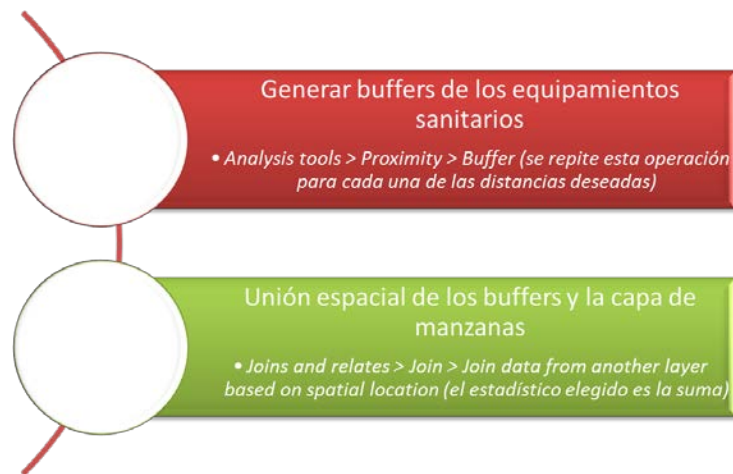 Generar buffers de los equipamientos
sanitarios
• Analysis tools > Proximity > Buffer (se repite esta operación
para cada una de las distancias deseadas)
Unión espacial de los buffers y la capa de
manzanas
• Joins and relates > Join > Join data from another layer
based on spatial location (el estadístico elegido es la suma)